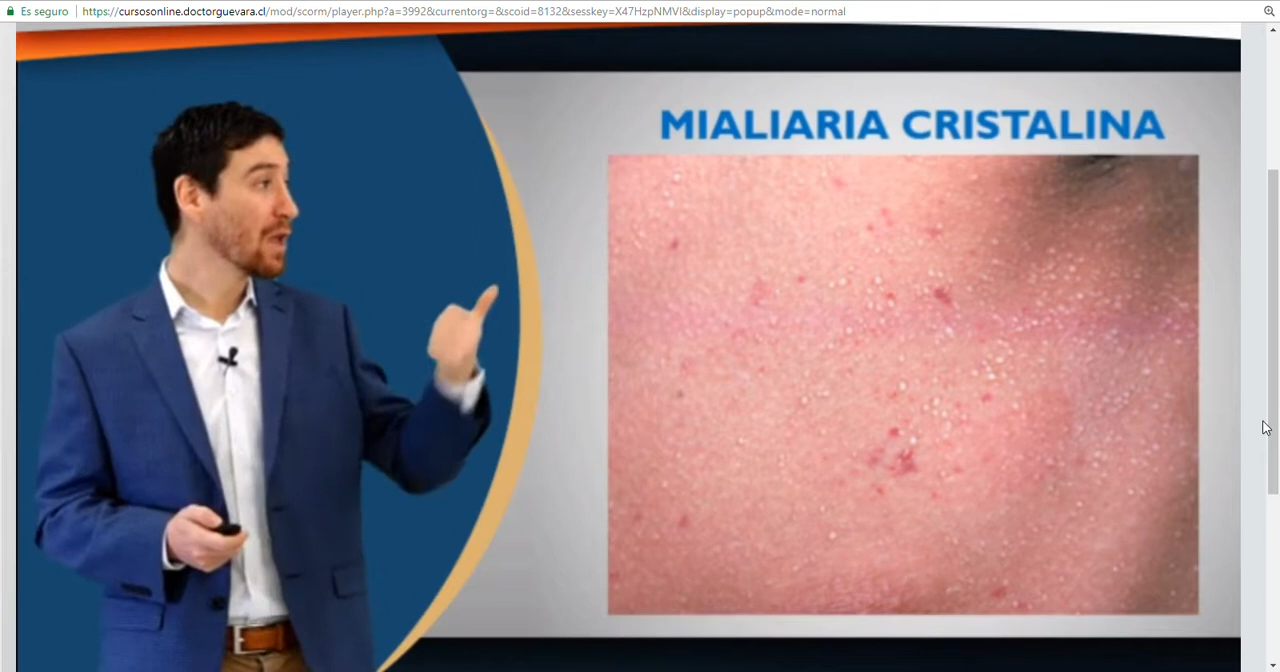 Es seguro https://cursosonline.doctorguevara.cl/mod/scorm/player.php?a=3992&currentorg=&scoid=8132&sesskey=X47HzpNMVI&display=popup&mode=normal
MIALIARIA CRISTALINA